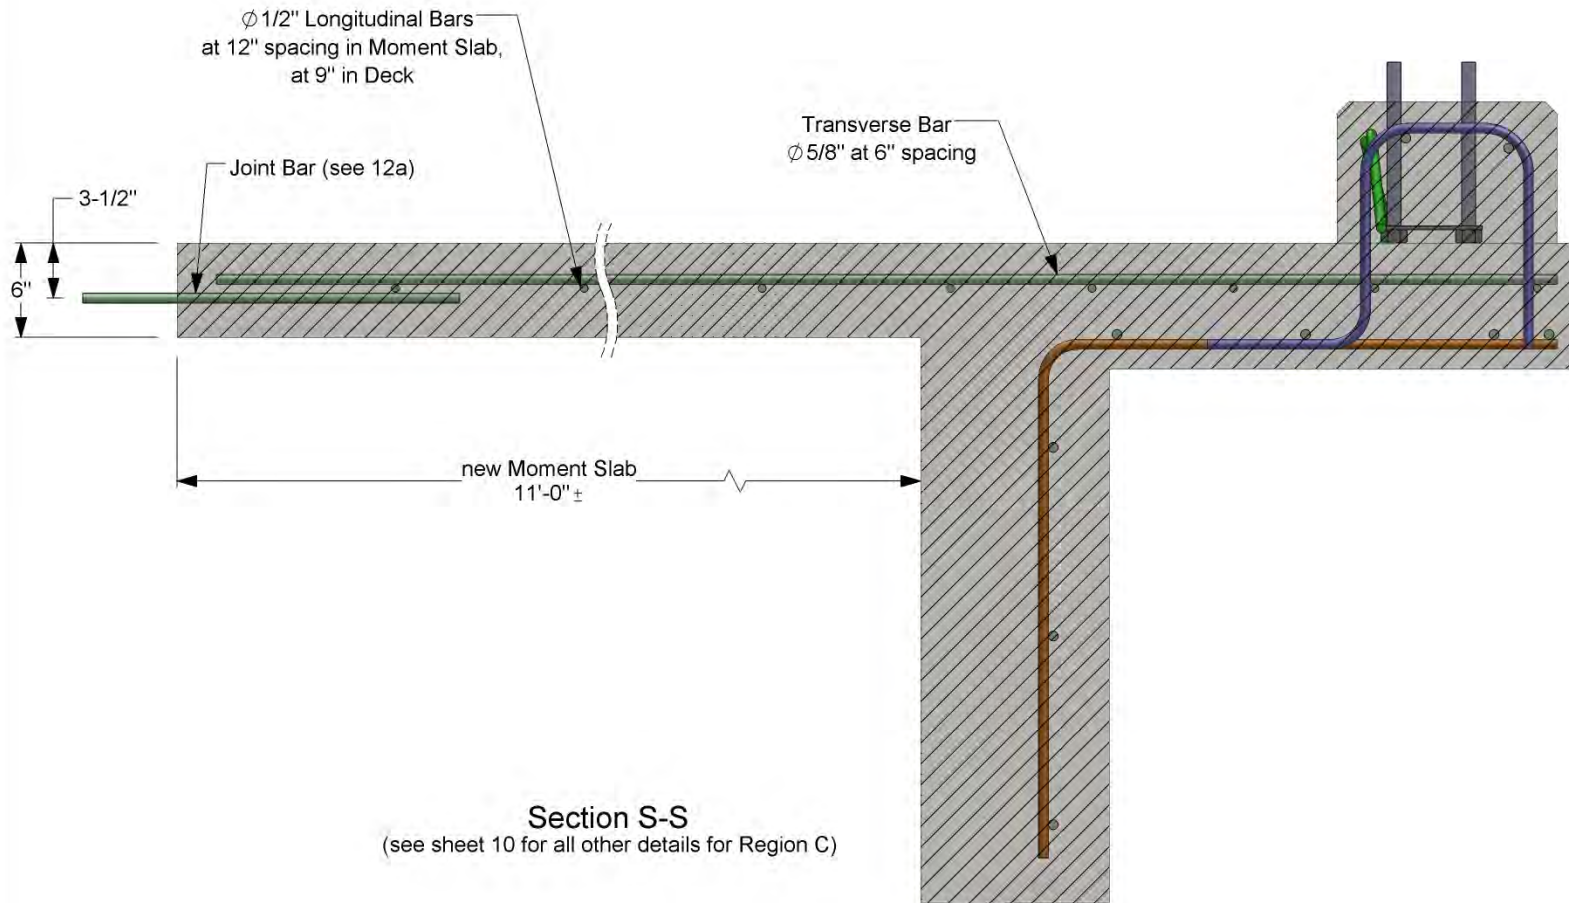 ∅ 1/2" Longitudinal Bars
at 12" spacing in Moment Slab,
at 9" in Deck
Transverse Bar
∅ 5/8" at 6" spacing
Joint Bar (see 12a)
3-1/2"
6"
new Moment Slab
11'-0" ±
Section S-S
(see sheet 10 for all other details for Region C)